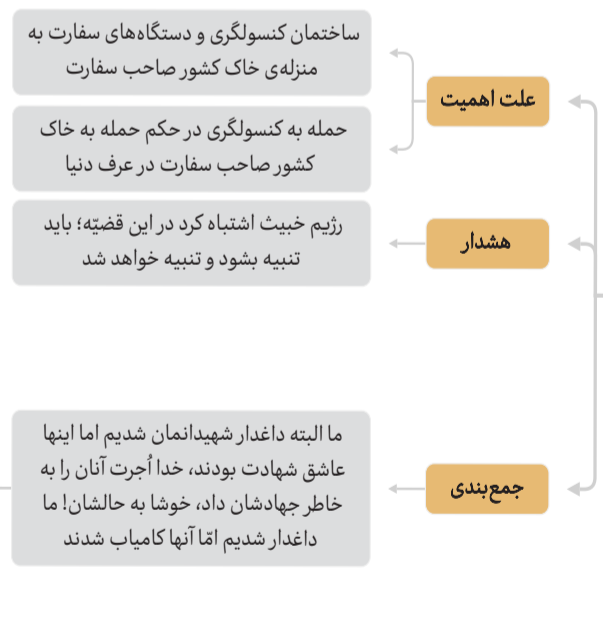 علت اهمیت
ساختمان کنسولگری و دستگاه‌های سفارت به
منزله‌ی خاک کشور صاحب سفارت
حمله به کنسولگری در حکم حمله به خاک
کشور صاحب سفارت در عرف دنیا
هشدار
رژیم خبیث اشتباه کرد در این قضیّه؛ باید
تنبیه بشود و تنبیه خواهد شد
جمع‌بندی
ما البته داغدار شهیدانمان شدیم اما اینها
عاشق شهادت بودند، خدا اُجرت آنان را به
خاطر جهادشان داد، خوشا به حالشان! ما
داغدار شدیم امّا آنها کامیاب شدند